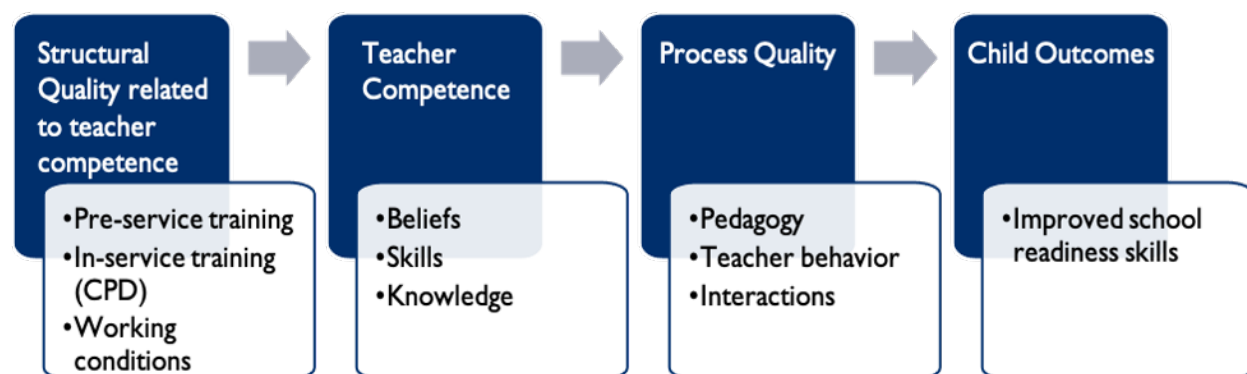 Structural
Quality related
to teacher
competence
•Pre-service training
•In-service training
(CPD)
•Working
conditions
Teacher
Competence
•Beliefs
•Skills
•Knowledge
Process Quality
•Pedagogy
•Teacher behavior
•Interactions
Child Outcomes
•Improved school
readiness skills